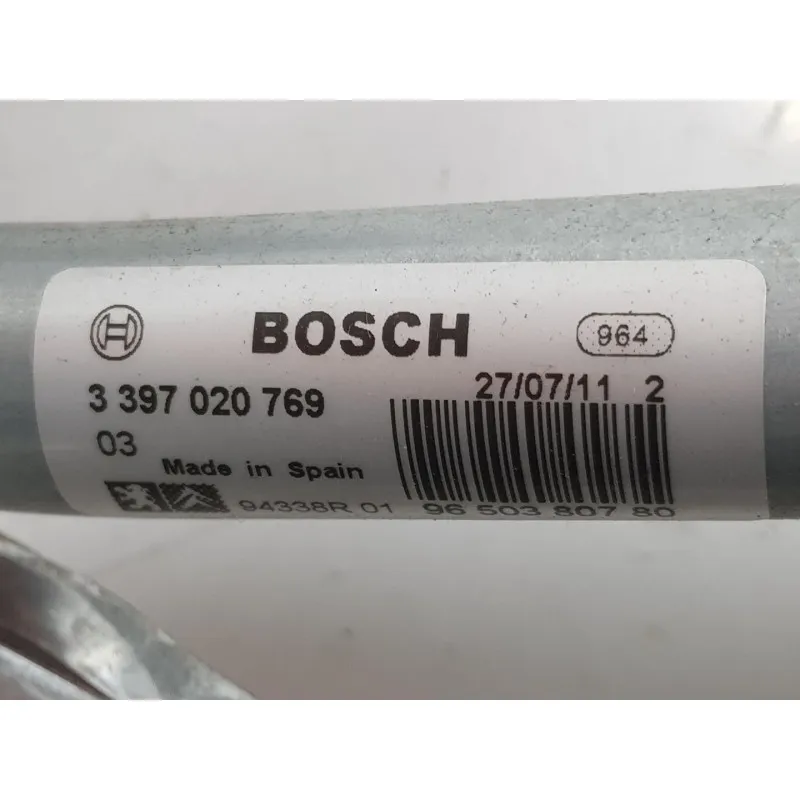 BOSCH 964
3 397 020 769 27/07/11 2
03
Made in Spain
94338R 01 96 503 807 80